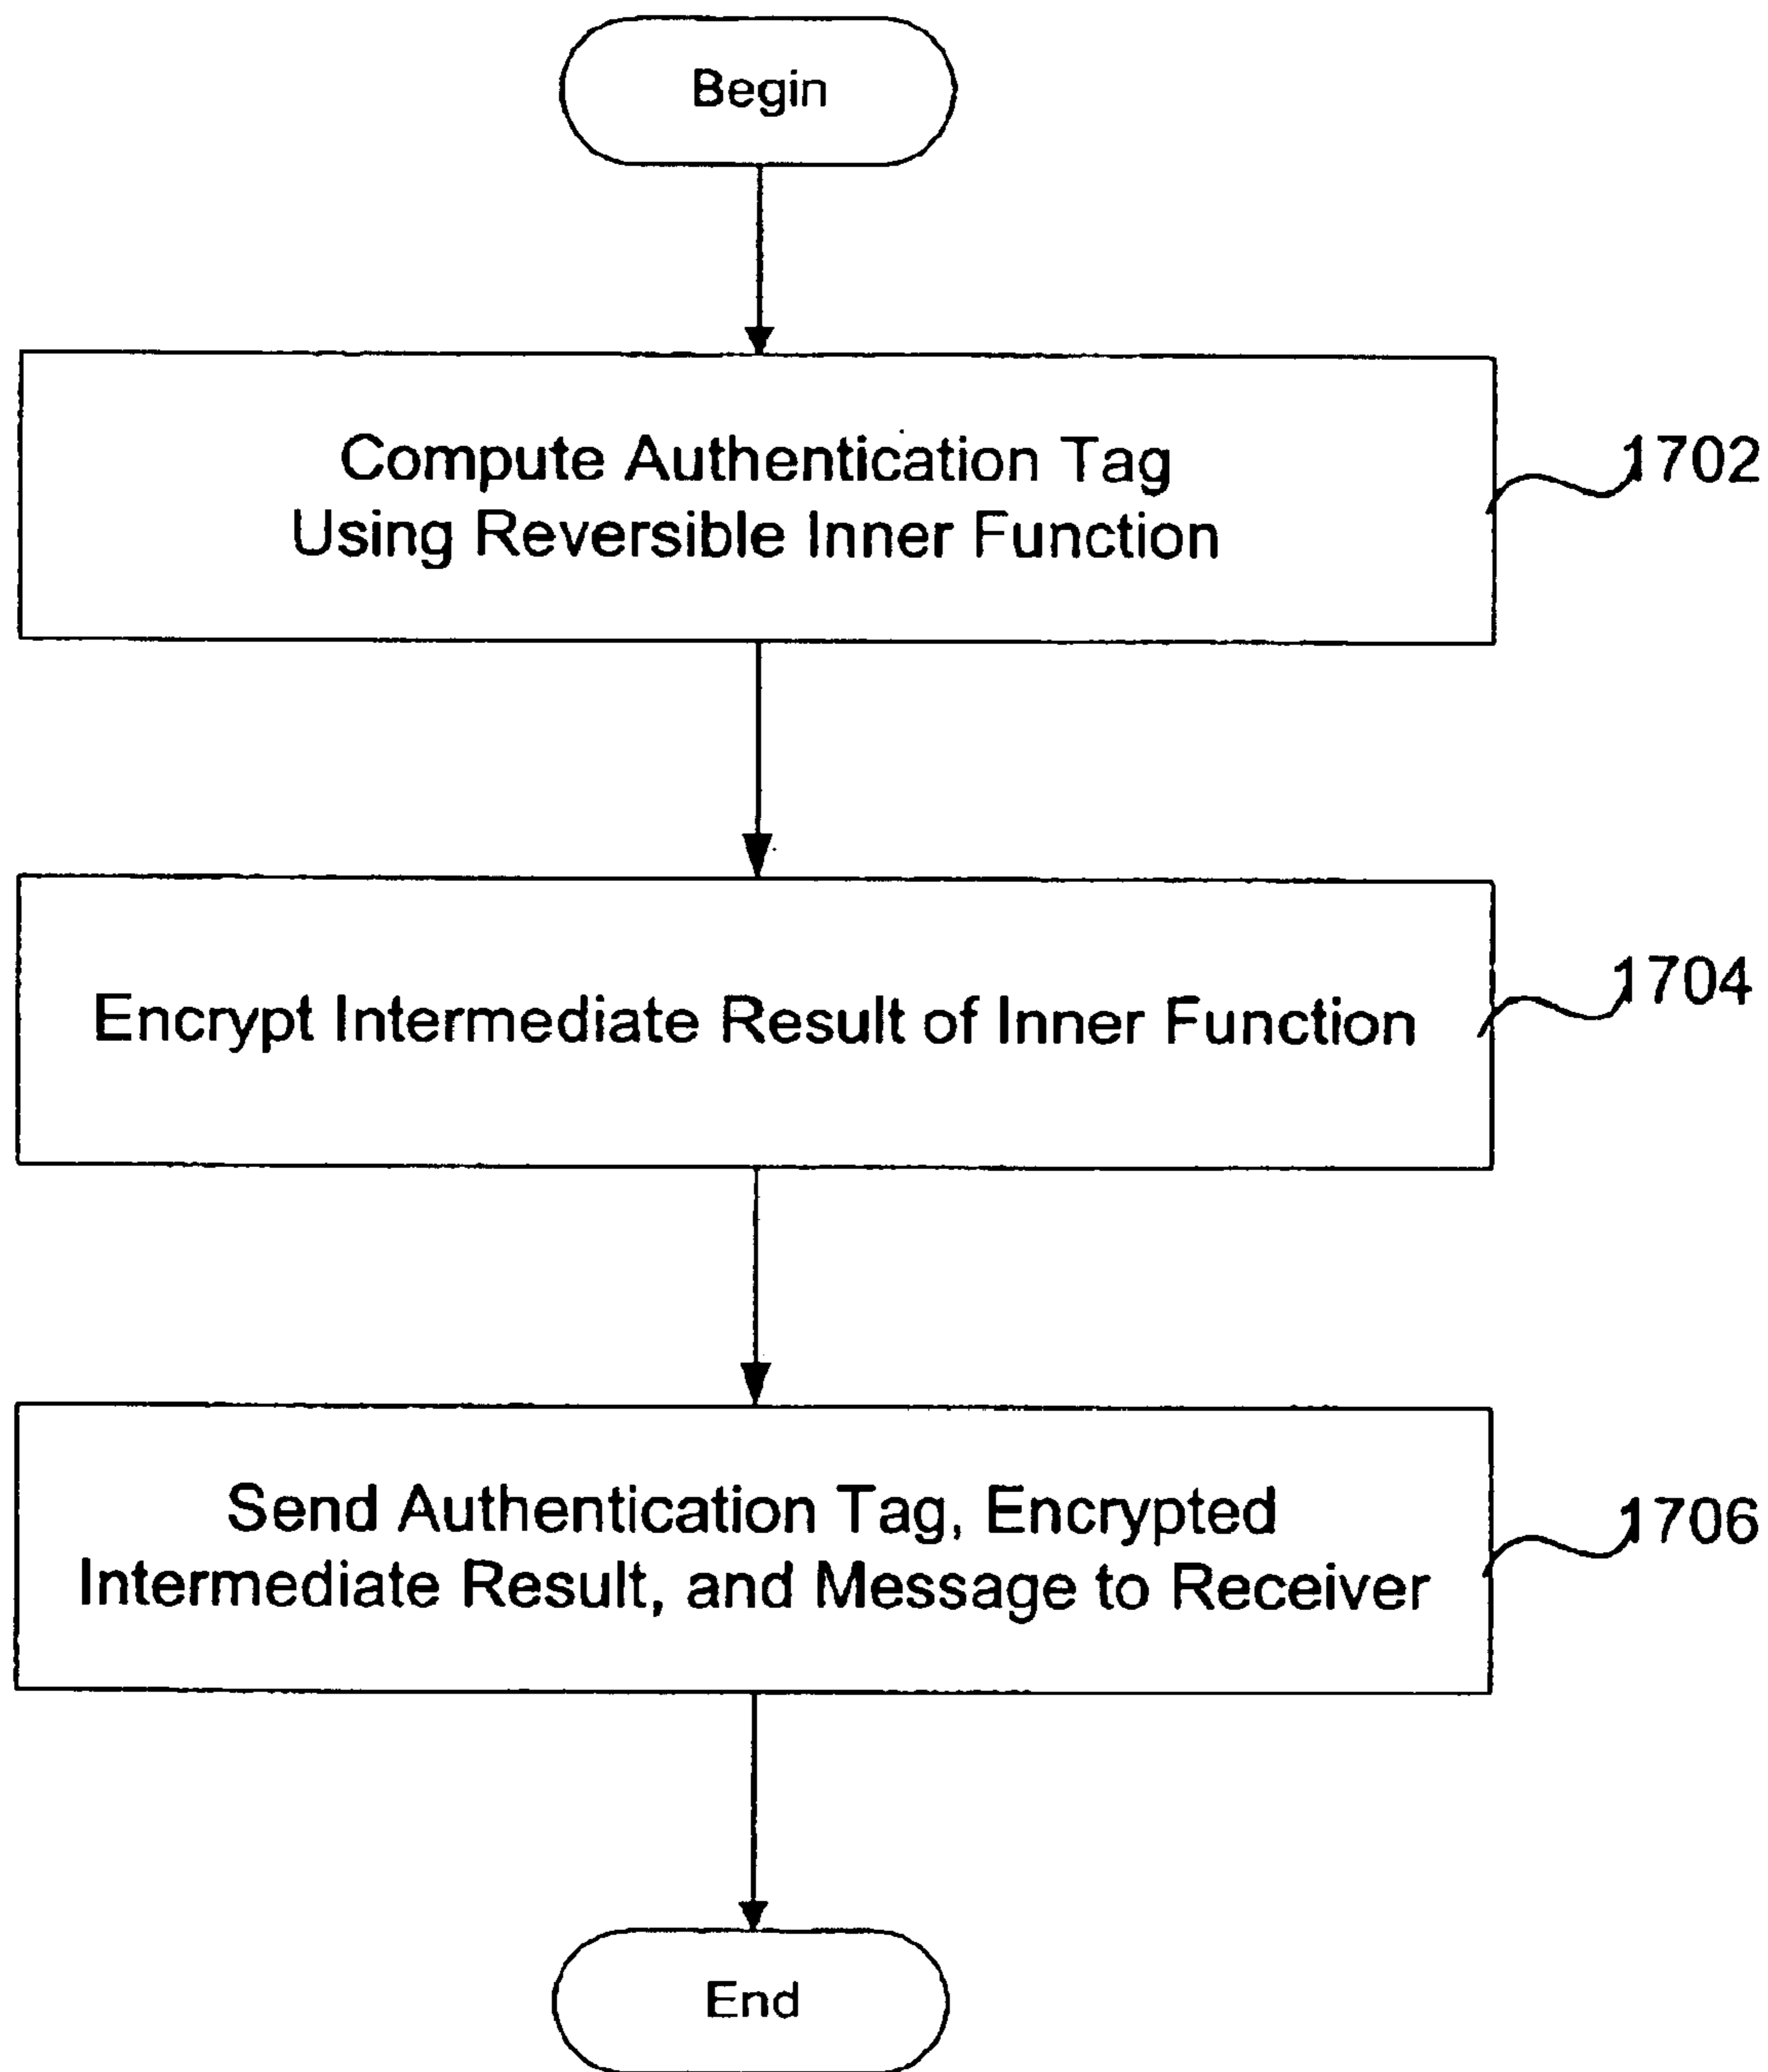 Begin
Compute Authentication Tag
Using Reversible Inner Function
1702
Encrypt Intermediate Result of Inner Function
1704
Send Authentication Tag, Encrypted
Intermediate Result, and Message to Receiver
1706
End